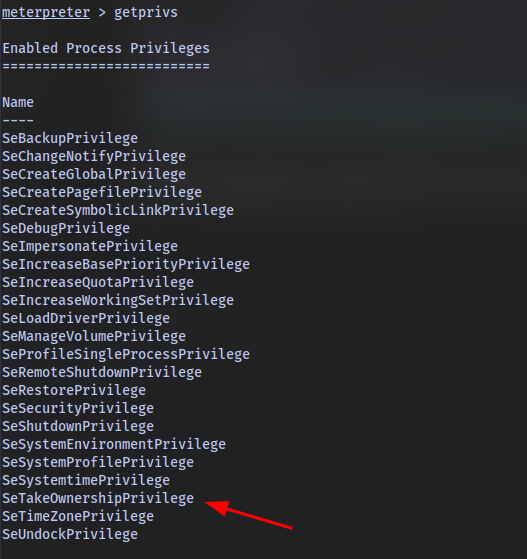 meterpreter > getprivs
Enabled Process Privileges
==========================
Name
----
SeBackupPrivilege
SeChangeNotifyPrivilege
SeCreateGlobalPrivilege
SeCreatePagefilePrivilege
SeCreateSymbolicLinkPrivilege
SeDebugPrivilege
SeImpersonatePrivilege
SeIncreaseBasePriorityPrivilege
SeIncreaseQuotaPrivilege
SeIncreaseWorkingSetPrivilege
SeLoadDriverPrivilege
SeManageVolumePrivilege
SeProfileSingleProcessPrivilege
SeRemoteShutdownPrivilege
SeRestorePrivilege
SeSecurityPrivilege
SeShutdownPrivilege
SeSystemEnvironmentPrivilege
SeSystemProfilePrivilege
SeSystemtimePrivilege
SeTakeOwnershipPrivilege
SeTimeZonePrivilege
SeUndockPrivilege